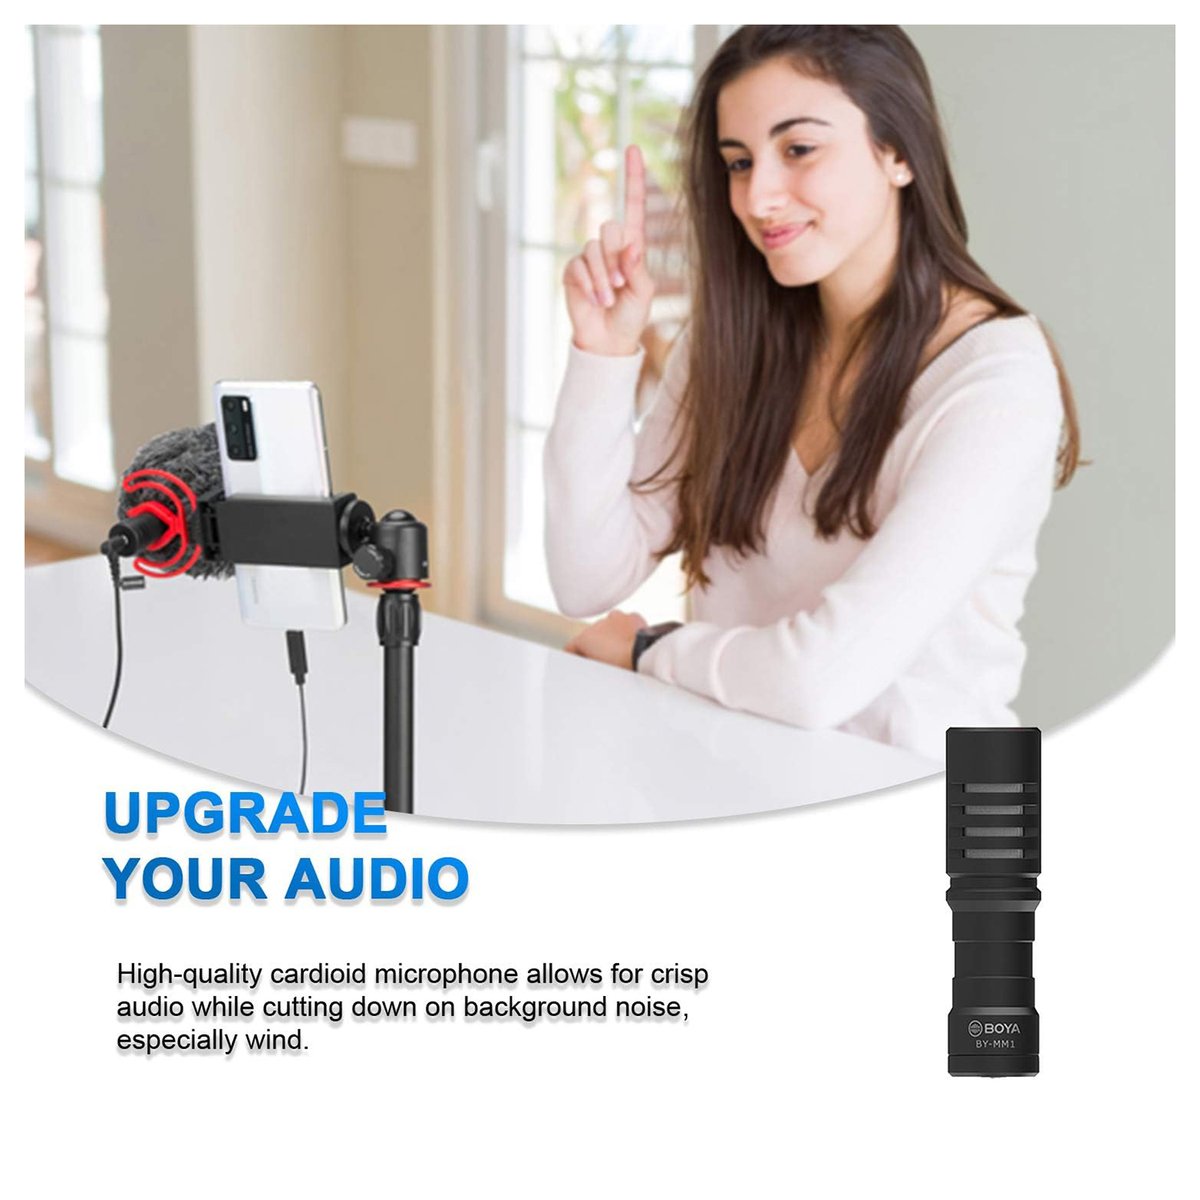 UPGRADE
YOUR AUDIO
High-quality cardioid microphone allows for crisp
audio while cutting down on background noise,
especially wind.
BOYA
BY-MM1